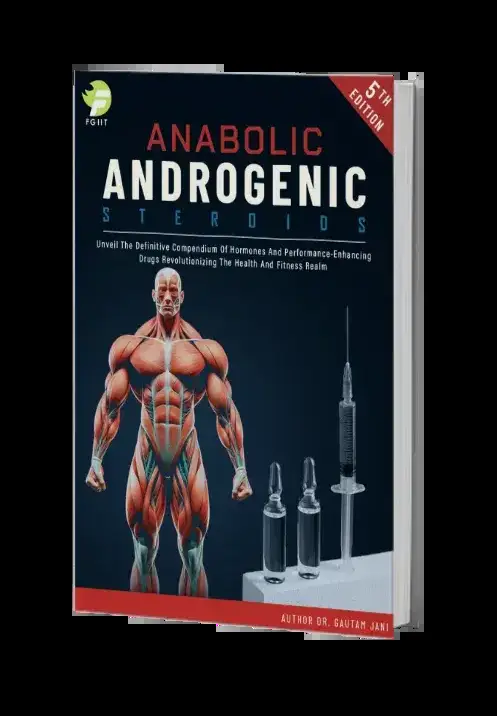 FGIIT
5TH
EDITION
ANABOLIC
ANDROGENIC
STEROIDS
Unveil The Definitive Compendium Of Hormones And Performance-Enhancing
Drugs Revolutionizing The Health And Fitness Realm
AUTHOR DR. GAUTAM JANI